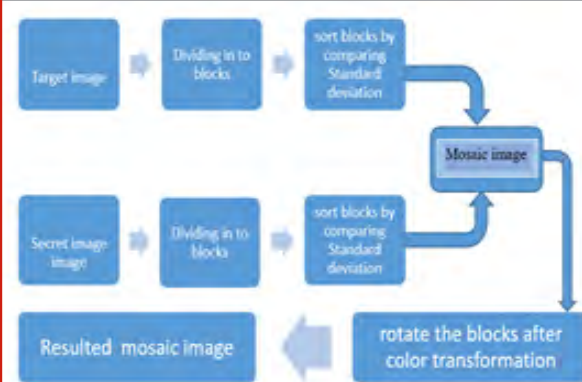 Target image
Dividing in to
blocks
sort blocks by
comparing
Standard
deviation
Mosaic image
Secret image
image
Dividing in to
blocks
sort blocks by
comparing
Standard
deviation
Resulted mosaic image
rotate the blocks after
color transformation